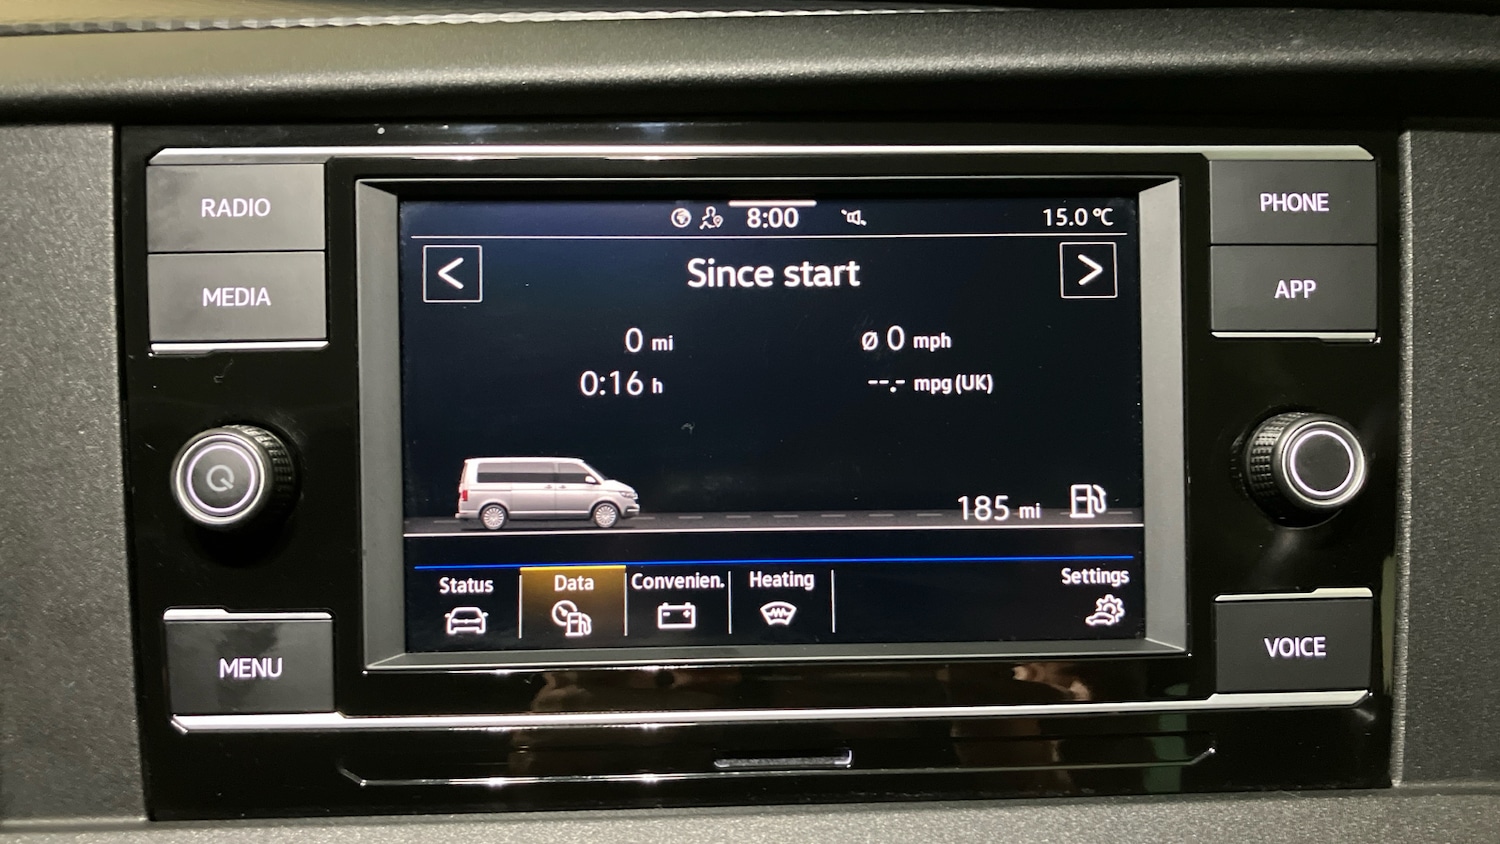 RADIO
MEDIA
MENU
PHONE
APP
VOICE
8:00
15.0 °C
<
Since start
>
0 mi
Ø 0 mph
0:16 h
--.- mpg (UK)
185 mi
Status
Data
Convenien.
Heating
Settings